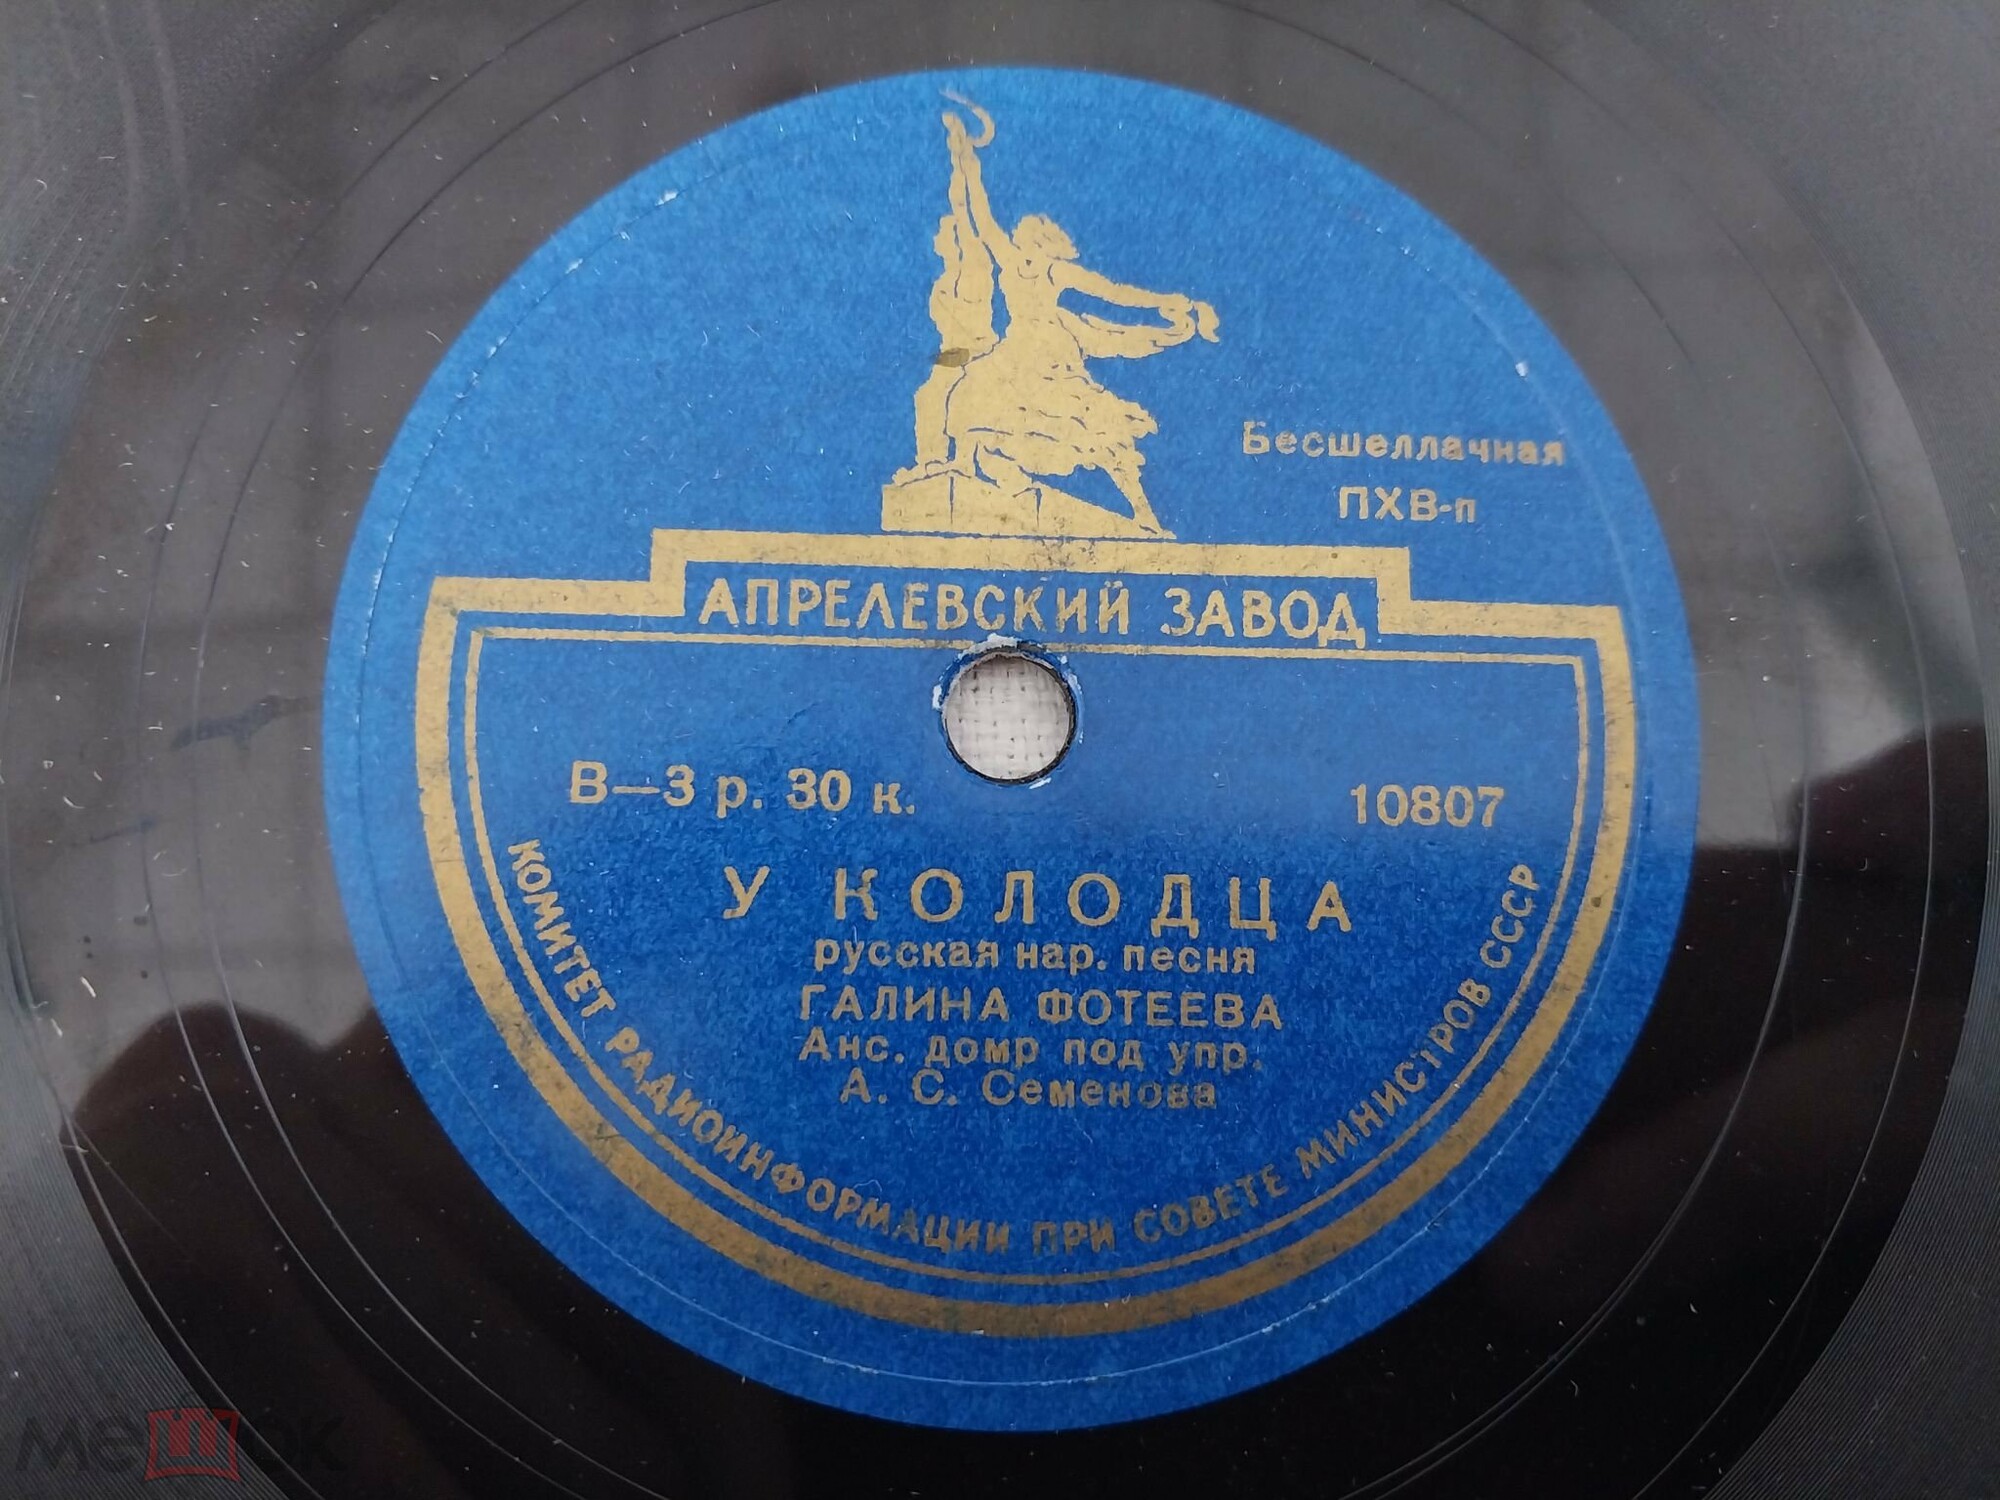 Бесшеллачная
ПХВ-п
АПРЕЛЕВСКИЙ ЗАВОД
В—3 р. 30 к.
10807
У КОЛОДЦА
русская нар. песня
ГАЛИНА ФОТЕЕВА
Анс. домр под упр.
А. С. Семенова
КОМИТЕТ РАДИОИНФОРМАЦИИ ПРИ СОВЕТЕ МИНИСТРОВ СССР
мешок